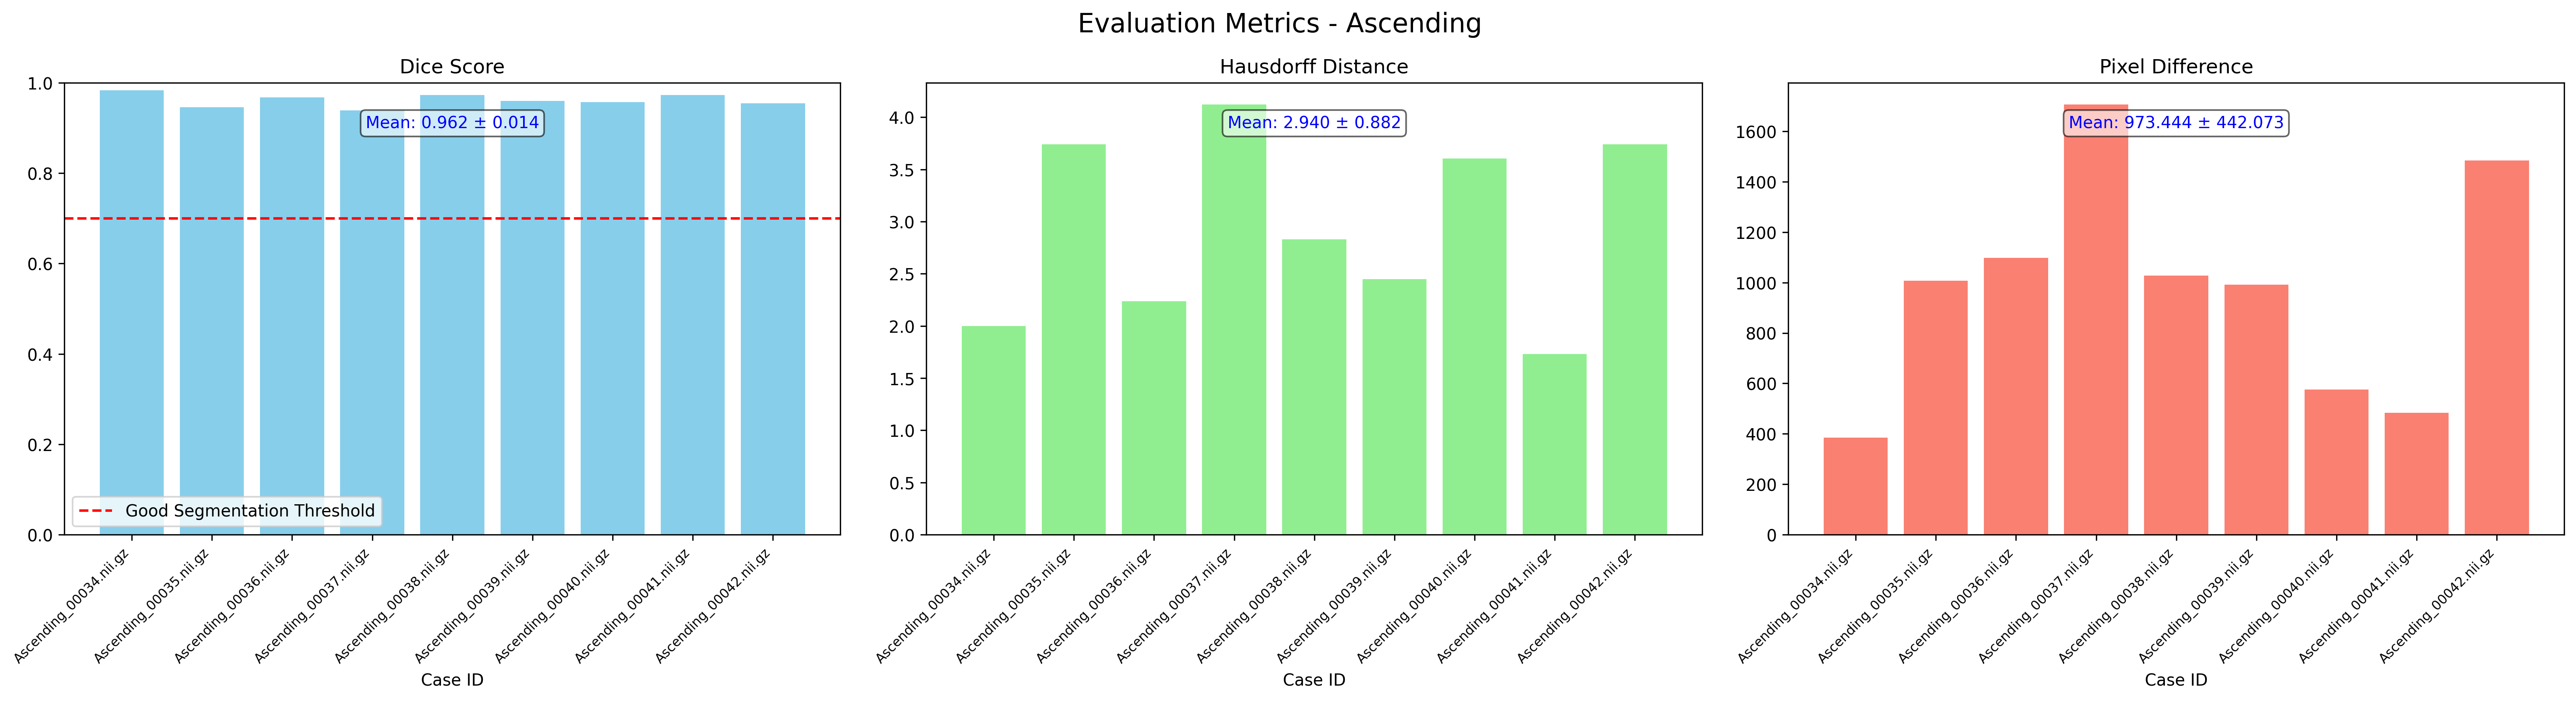 Evaluation Metrics - Ascending
Dice Score
1.0
0.8
0.6
0.4
0.2
0.0
Mean: 0.962 ± 0.014
Good Segmentation Threshold
Ascending_00034.nii.gz
Ascending_00035.nii.gz
Ascending_00036.nii.gz
Ascending_00037.nii.gz
Ascending_00038.nii.gz
Ascending_00039.nii.gz
Ascending_00040.nii.gz
Ascending_00041.nii.gz
Ascending_00042.nii.gz
Case ID
Hausdorff Distance
4.0
3.5
3.0
2.5
2.0
1.5
1.0
0.5
0.0
Mean: 2.940 ± 0.882
Ascending_00034.nii.gz
Ascending_00035.nii.gz
Ascending_00036.nii.gz
Ascending_00037.nii.gz
Ascending_00038.nii.gz
Ascending_00039.nii.gz
Ascending_00040.nii.gz
Ascending_00041.nii.gz
Ascending_00042.nii.gz
Case ID
Pixel Difference
1600
1400
1200
1000
800
600
400
200
0
Mean: 973.444 ± 442.073
Ascending_00034.nii.gz
Ascending_00035.nii.gz
Ascending_00036.nii.gz
Ascending_00037.nii.gz
Ascending_00038.nii.gz
Ascending_00039.nii.gz
Ascending_00040.nii.gz
Ascending_00041.nii.gz
Ascending_00042.nii.gz
Case ID